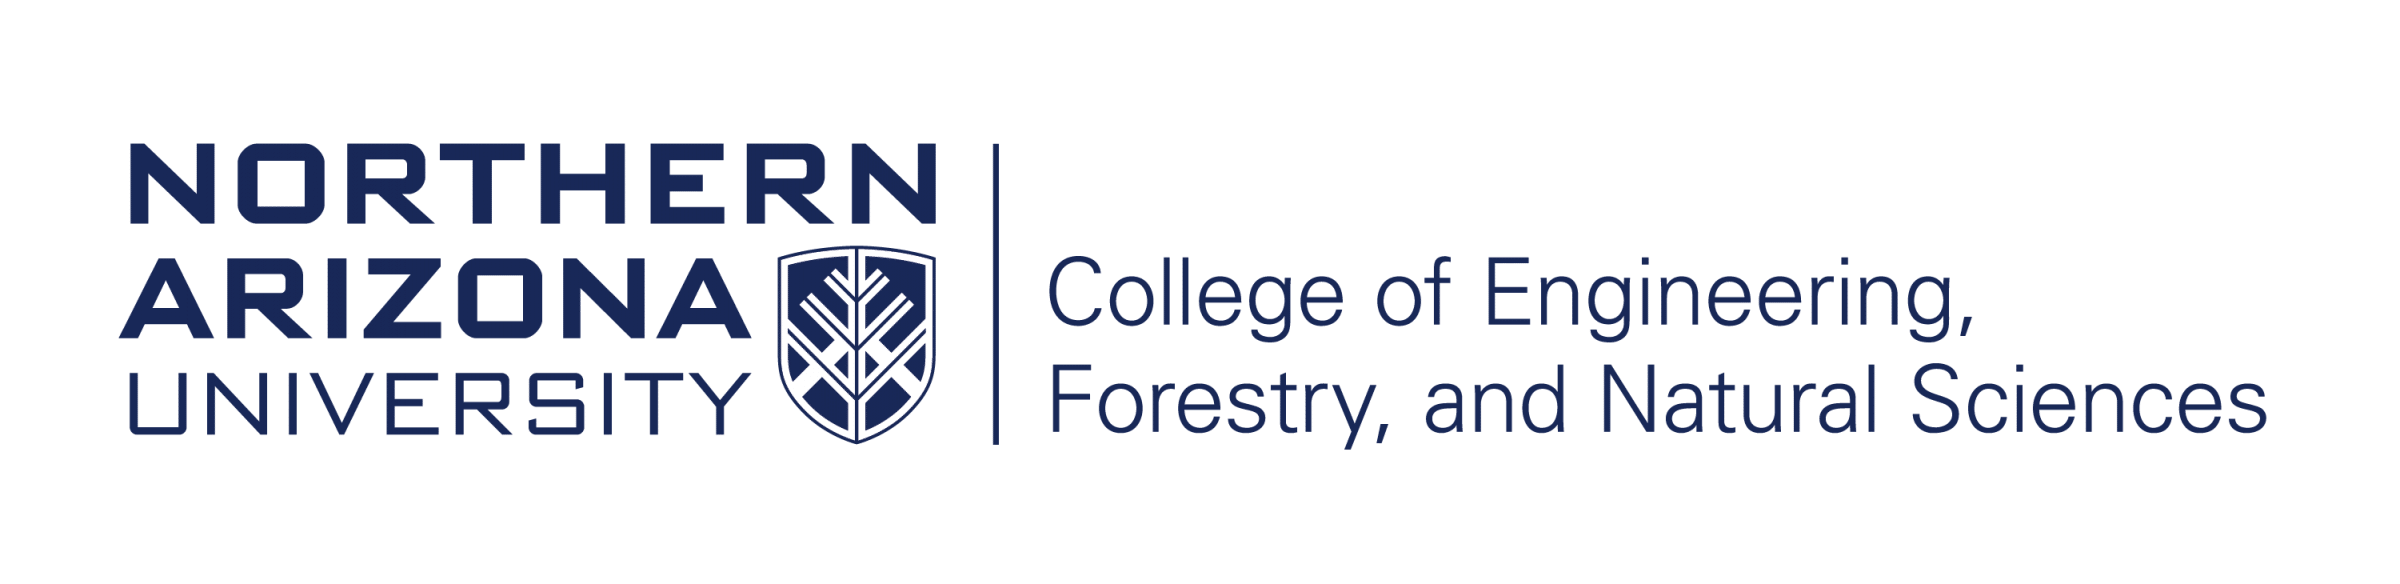 NORTHERN
ARIZONA
UNIVERSITY
College of Engineering,
Forestry, and Natural Sciences